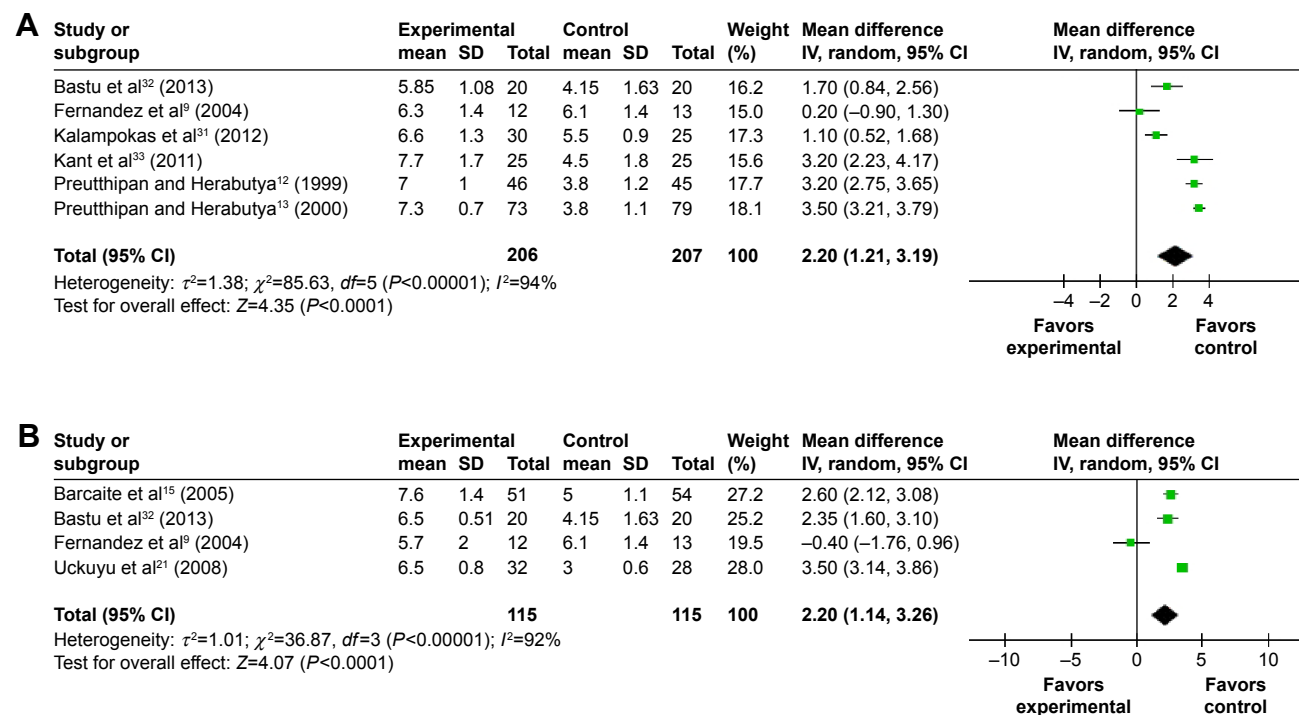 A Study or Experimental Control Weight Mean difference Mean difference
subgroup mean SD Total mean SD Total (%) IV, random, 95% CI IV, random, 95% CI
Bastu et al³² (2013) 5.85 1.08 20 4.15 1.63 20 16.2 1.70 (0.84, 2.56)
Fernandez et al⁹ (2004) 6.3 1.4 12 6.1 1.4 13 15.0 0.20 (–0.90, 1.30)
Kalampokas et al³¹ (2012) 6.6 1.3 30 5.5 0.9 25 17.3 1.10 (0.52, 1.68)
Kant et al³³ (2011) 7.7 1.7 25 4.5 1.8 25 15.6 3.20 (2.23, 4.17)
Preutthipan and Herabutya¹² (1999) 7 1 46 3.8 1.2 45 17.7 3.20 (2.75, 3.65)
Preutthipan and Herabutya¹³ (2000) 7.3 0.7 73 3.8 1.1 79 18.1 3.50 (3.21, 3.79)
Total (95% CI) 206 207 100 2.20 (1.21, 3.19)
Heterogeneity: τ²=1.38; χ²=85.63, df=5 (P<0.00001); I²=94%
Test for overall effect: Z=4.35 (P<0.0001)
–4 –2 0 2 4
Favors Favors
experimental control
B Study or Experimental Control Weight Mean difference Mean difference
subgroup mean SD Total mean SD Total (%) IV, random, 95% CI IV, random, 95% CI
Barcaite et al¹⁵ (2005) 7.6 1.4 51 5 1.1 54 27.2 2.60 (2.12, 3.08)
Bastu et al³² (2013) 6.5 0.51 20 4.15 1.63 20 25.2 2.35 (1.60, 3.10)
Fernandez et al⁹ (2004) 5.7 2 12 6.1 1.4 13 19.5 –0.40 (–1.76, 0.96)
Uckuyu et al²¹ (2008) 6.5 0.8 32 3 0.6 28 28.0 3.50 (3.14, 3.86)
Total (95% CI) 115 115 100 2.20 (1.14, 3.26)
Heterogeneity: τ²=1.01; χ²=36.87, df=3 (P<0.00001); I²=92%
Test for overall effect: Z=4.07 (P<0.0001)
–10 –5 0 5 10
Favors Favors
experimental control